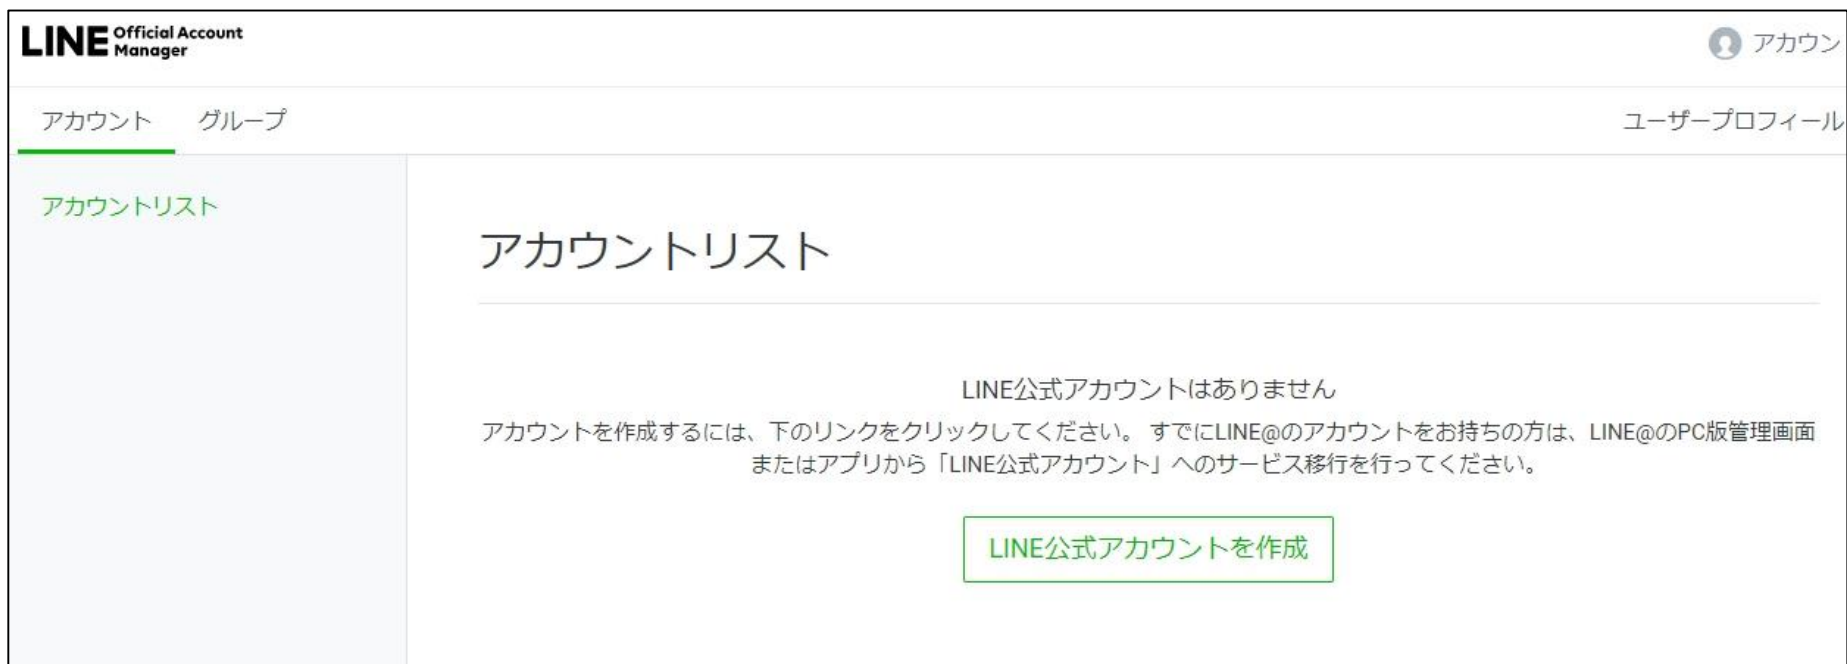 LINE Official Account
Manager
アカウン
アカウント
グループ
ユーザープロフィール
アカウントリスト
アカウントリスト
LINE公式アカウントはありません
アカウントを作成するには、下のリンクをクリックしてください。 すでにLINE@のアカウントをお持ちの方は、LINE@のPC版管理画面
またはアプリから「LINE公式アカウント」へのサービス移行を行ってください。
LINE公式アカウントを作成